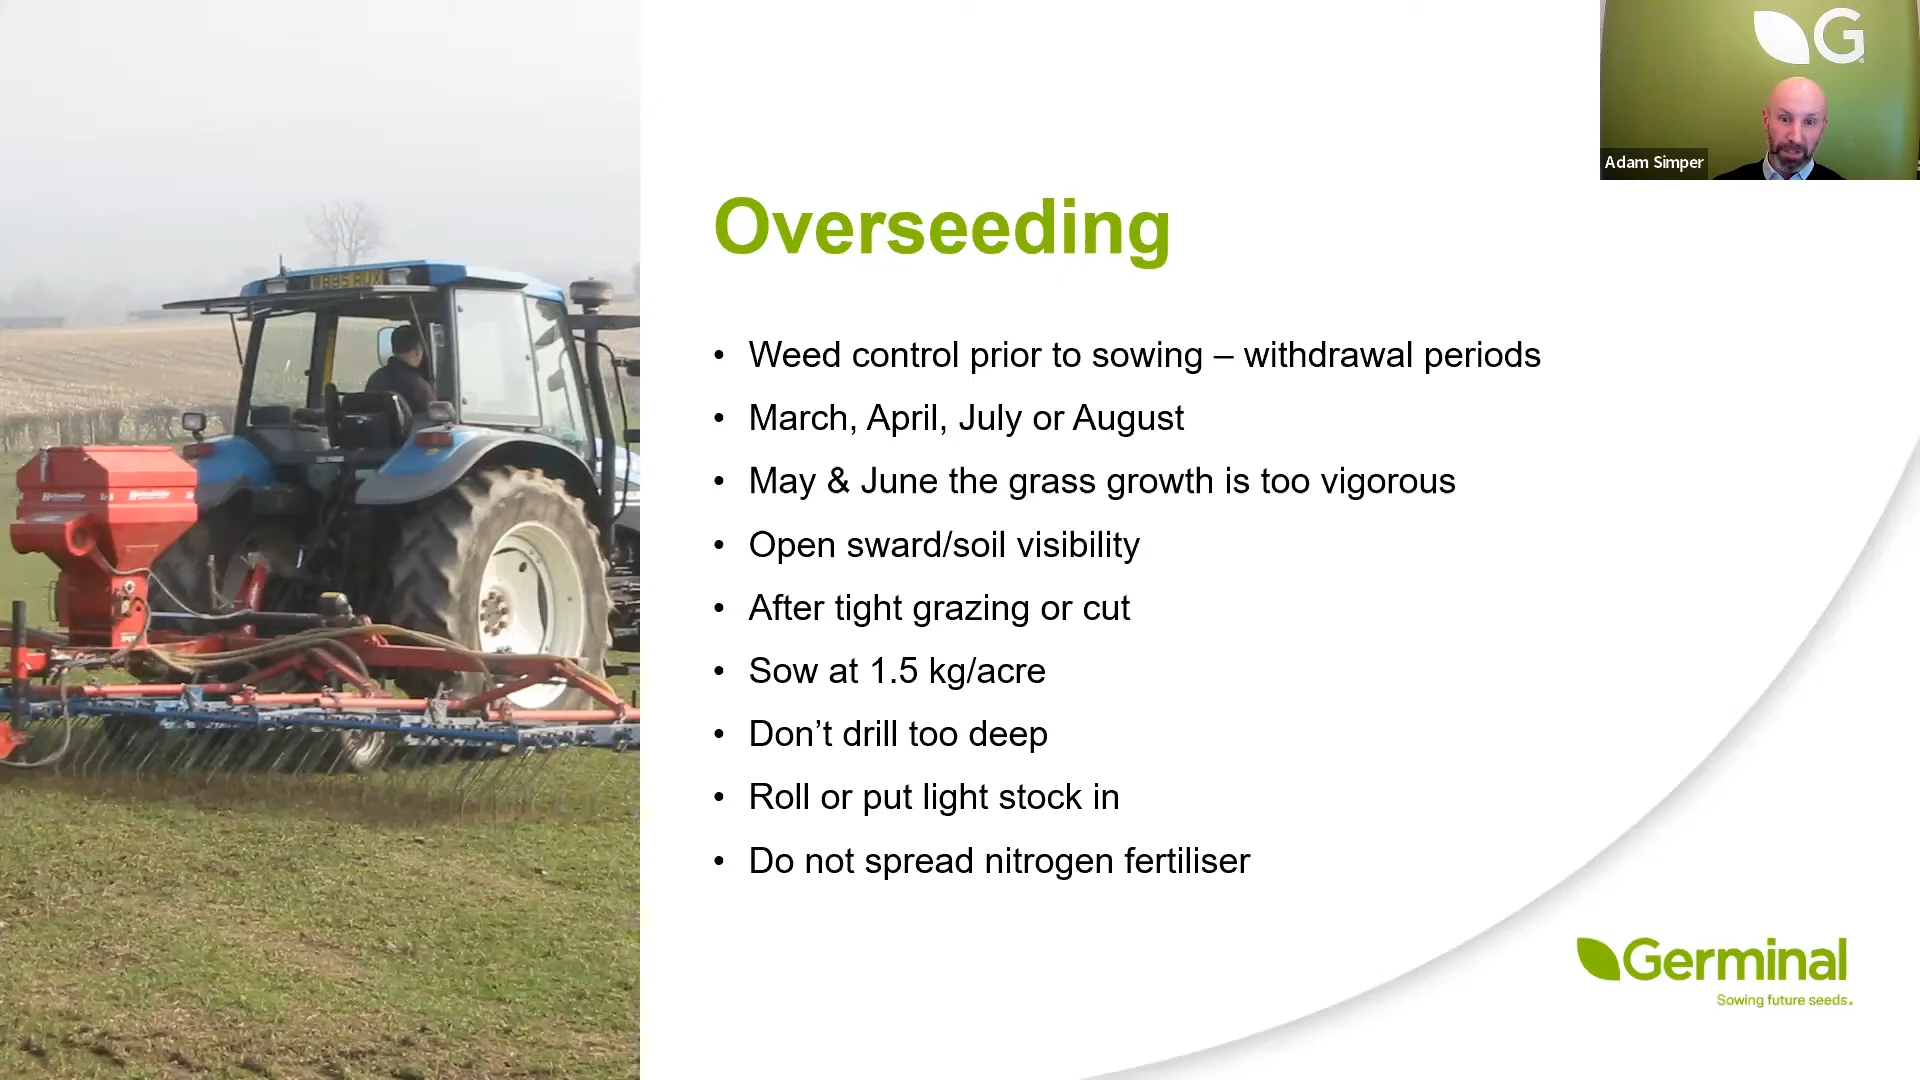 G
Adam Simper
Overseeding
• Weed control prior to sowing – withdrawal periods
• March, April, July or August
• May & June the grass growth is too vigorous
• Open sward/soil visibility
• After tight grazing or cut
• Sow at 1.5 kg/acre
• Don’t drill too deep
• Roll or put light stock in
• Do not spread nitrogen fertiliser
Germinal
Sowing future seeds.